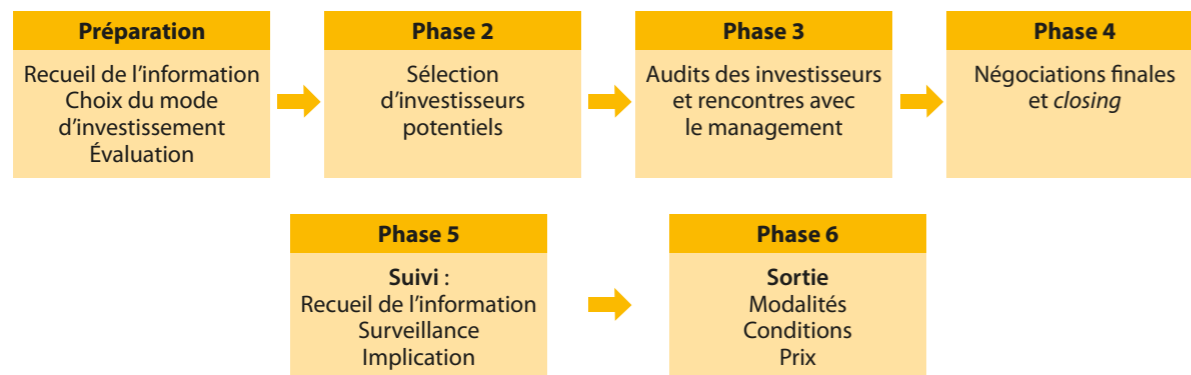 Préparation
Recueil de l’information
Choix du mode
d’investissement
Évaluation
Phase 2
Sélection
d’investisseurs
potentiels
Phase 3
Audits des investisseurs
et rencontres avec
le management
Phase 4
Négociations finales
et closing
Phase 5
Suivi :
Recueil de l’information
Surveillance
Implication
Phase 6
Sortie
Modalités
Conditions
Prix